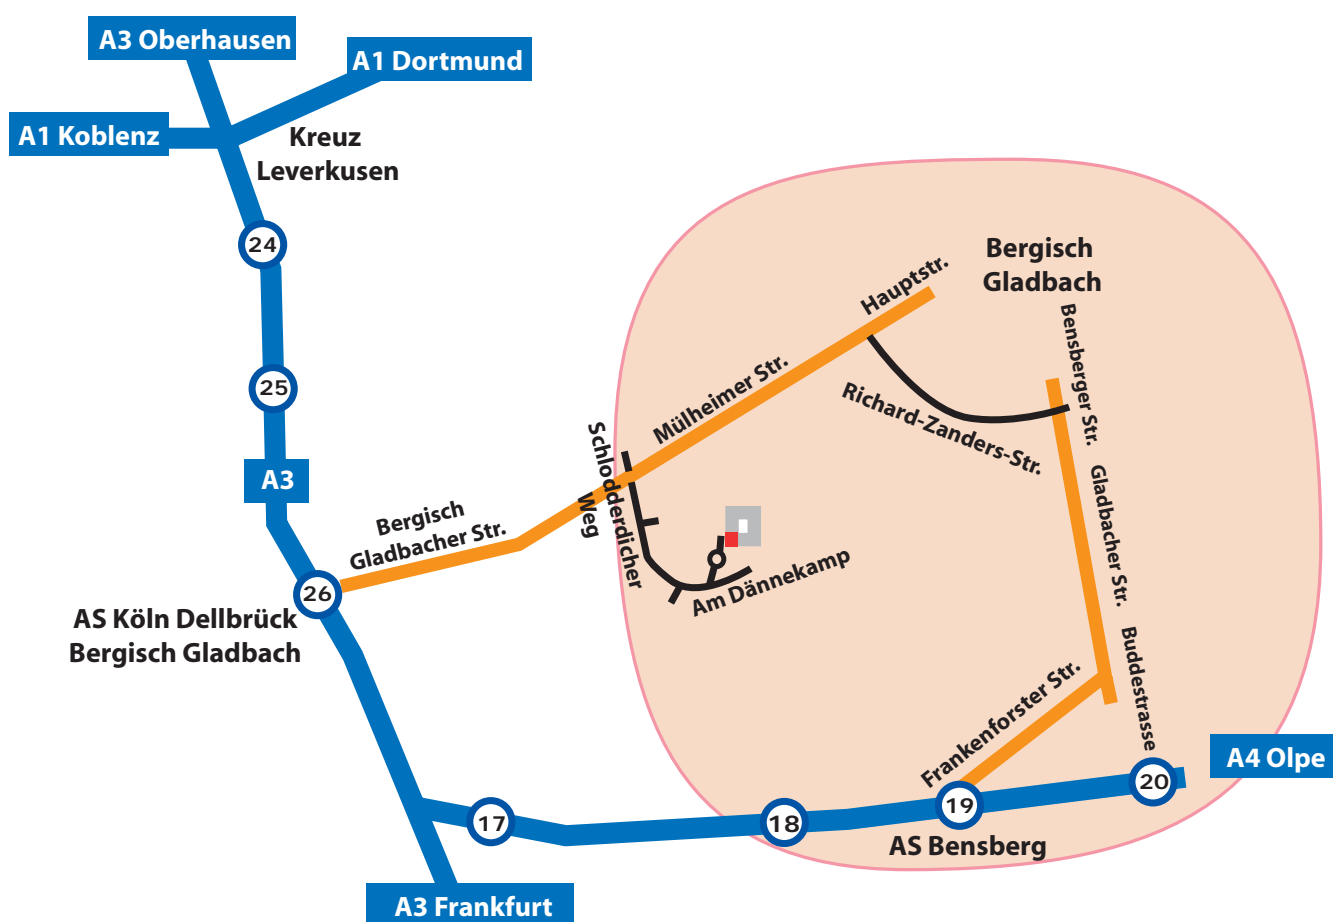 A3 Oberhausen
A1 Dortmund
A1 Koblenz
Kreuz
Leverkusen
24
Bergisch
Gladbach
Hauptstr.
Bensberger Str.
25
Mülheimer Str.
Richard-Zanders-Str.
A3
Schlodderdicher
Weg
Gladbacher Str.
Bergisch
Gladbacher Str.
26
Am Dännekamp
AS Köln Dellbrück
Bergisch Gladbach
Buddestrasse
Frankenforster Str.
A4 Olpe
20
19
17
18
AS Bensberg
A3 Frankfurt